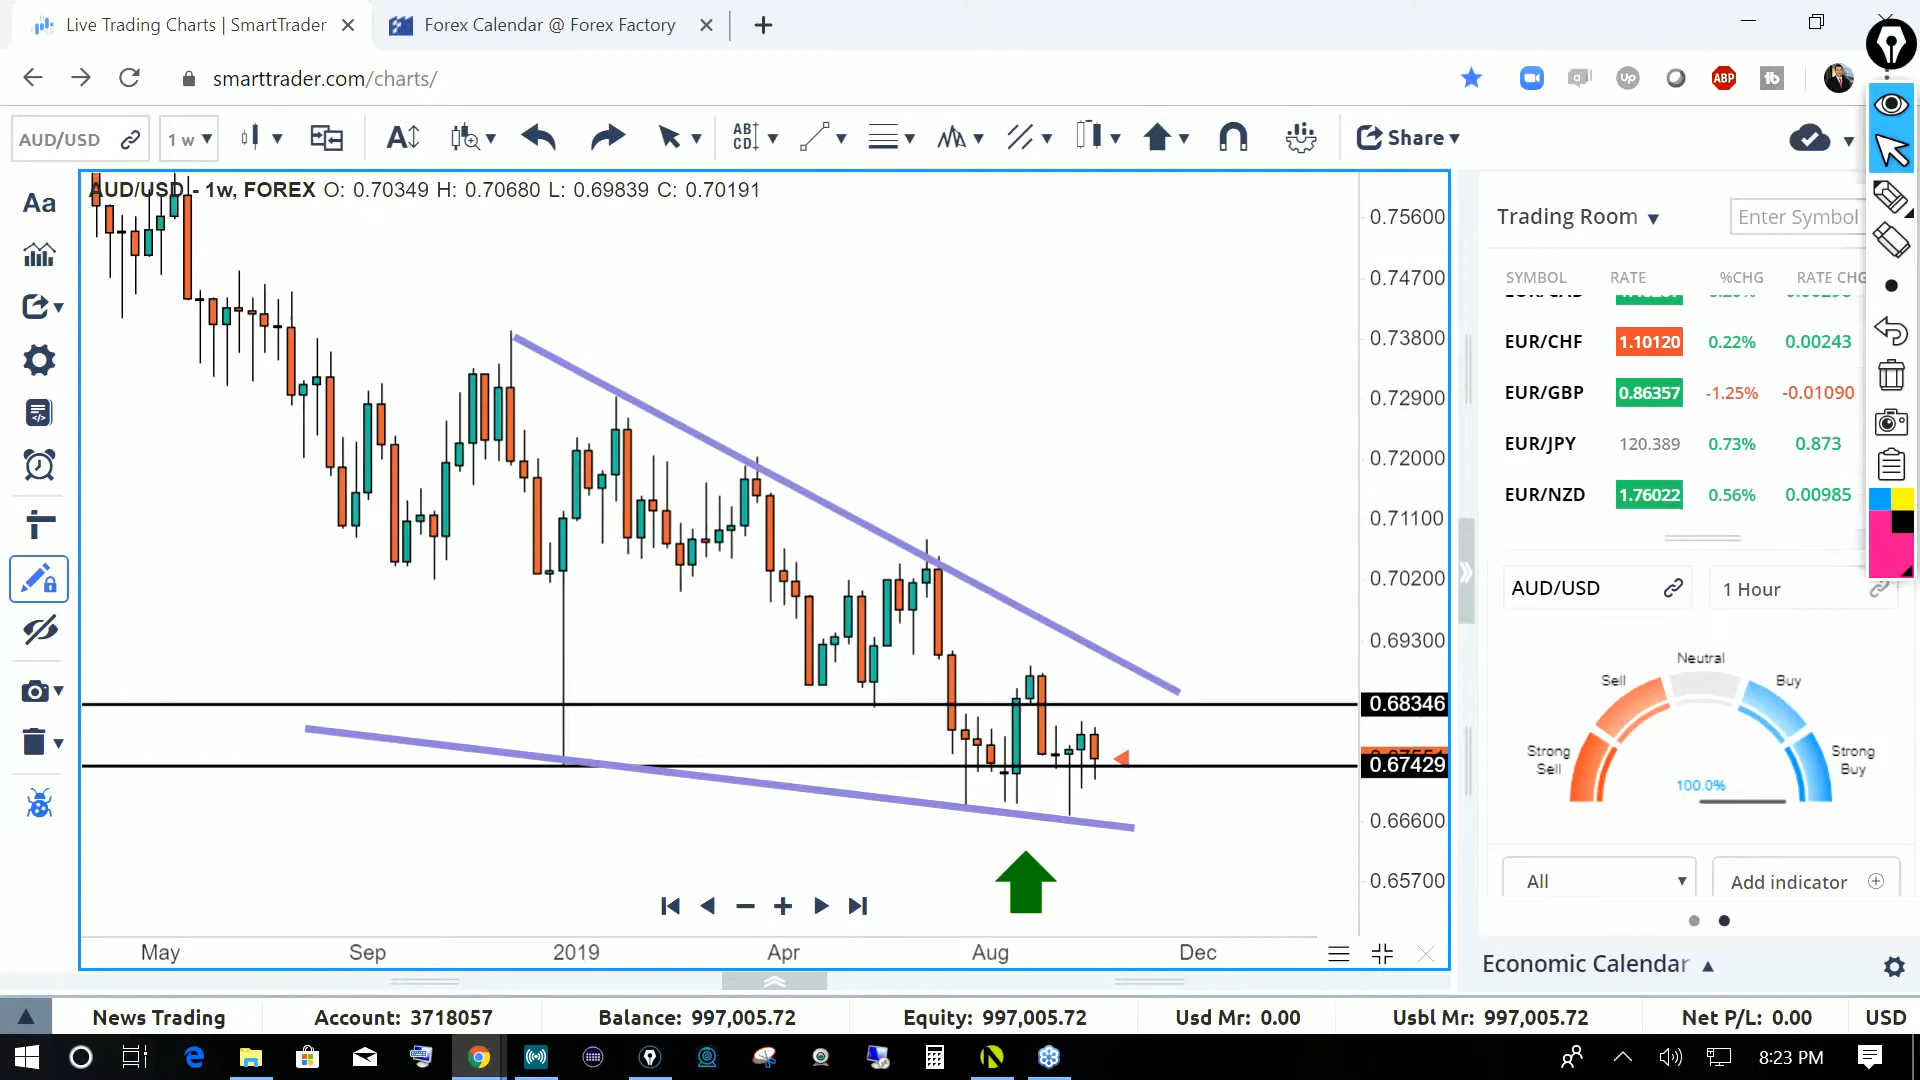 Live Trading Charts | SmartTrader
Forex Calendar @ Forex Factory
smarttrader.com/charts/
ABP
AUD/USD
1 w
Share
AUD/USD - 1w, FOREX O: 0.70349 H: 0.70680 L: 0.69839 C: 0.70191
Aa
0.75600
0.74700
0.73800
0.72900
0.72000
0.71100
0.70200
0.69300
0.68346
0.67429
0.66600
0.65700
May Sep 2019 Apr Aug Dec
Trading Room
Enter Symbol
SYMBOL RATE %CHG RATE CHG
EUR/CHF 1.10120 0.22% 0.00243
EUR/GBP 0.86357 -1.25% -0.01090
EUR/JPY 120.389 0.73% 0.873
EUR/NZD 1.76022 0.56% 0.00985
AUD/USD
1 Hour
Neutral
Sell Buy
Strong Sell
Strong Buy
100.0%
All
Add indicator
Economic Calendar
News Trading Account: 3718057 Balance: 997,005.72 Equity: 997,005.72 Usd Mr: 0.00 Usbl Mr: 997,005.72 Net P/L: 0.00 USD
8:23 PM